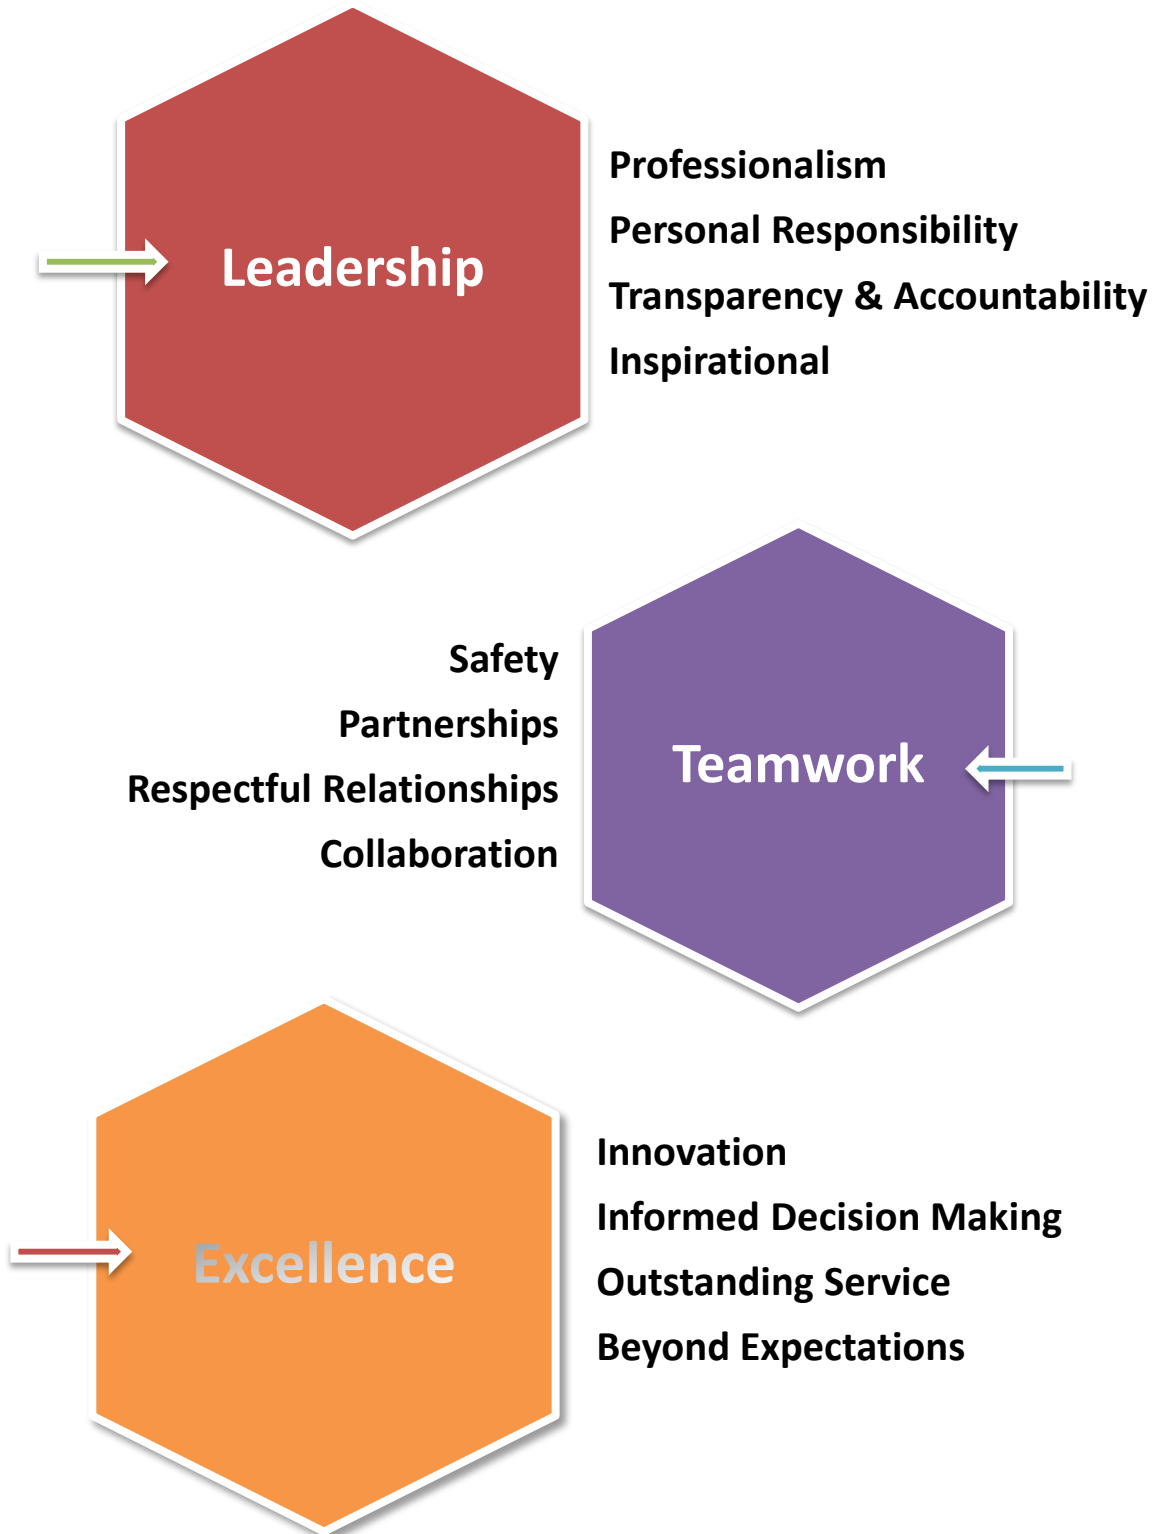 Leadership
Professionalism
Personal Responsibility
Transparency & Accountability
Inspirational
Safety
Partnerships
Respectful Relationships
Collaboration
Teamwork
Excellence
Innovation
Informed Decision Making
Outstanding Service
Beyond Expectations